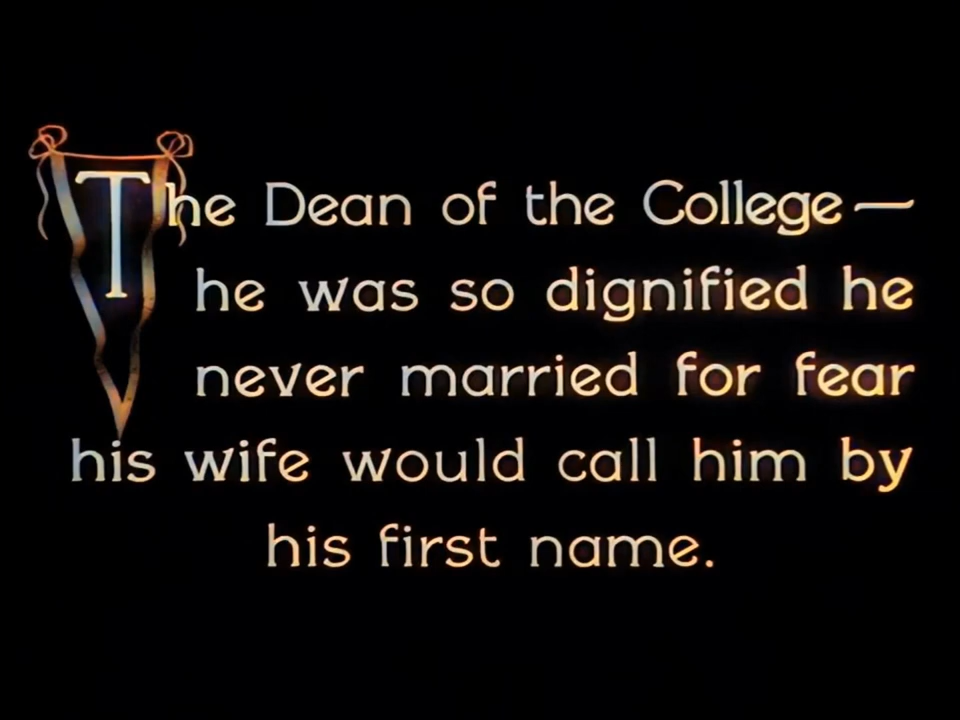 The Dean of the College—
he was so dignified he
never married for fear
his wife would call him by
his first name.